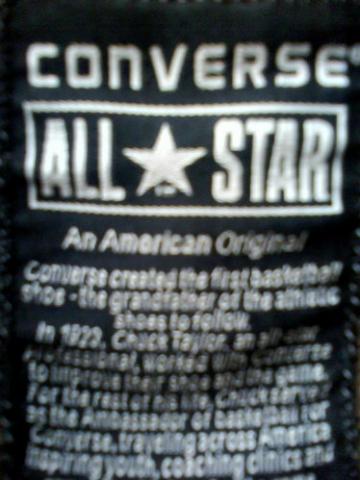 CONVERSE®
ALL ★ STAR
An American Original
Converse created the first basketball
shoe - the grandfather of all the athletic
shoes to follow.
In 1923, Chuck Taylor, an all-star
professional, worked with Converse
to improve their shoe and the game.
For the rest of his life, Chuck served
as the Ambassador of basketball for
Converse, traveling across America
inspiring youth, coaching clinics and